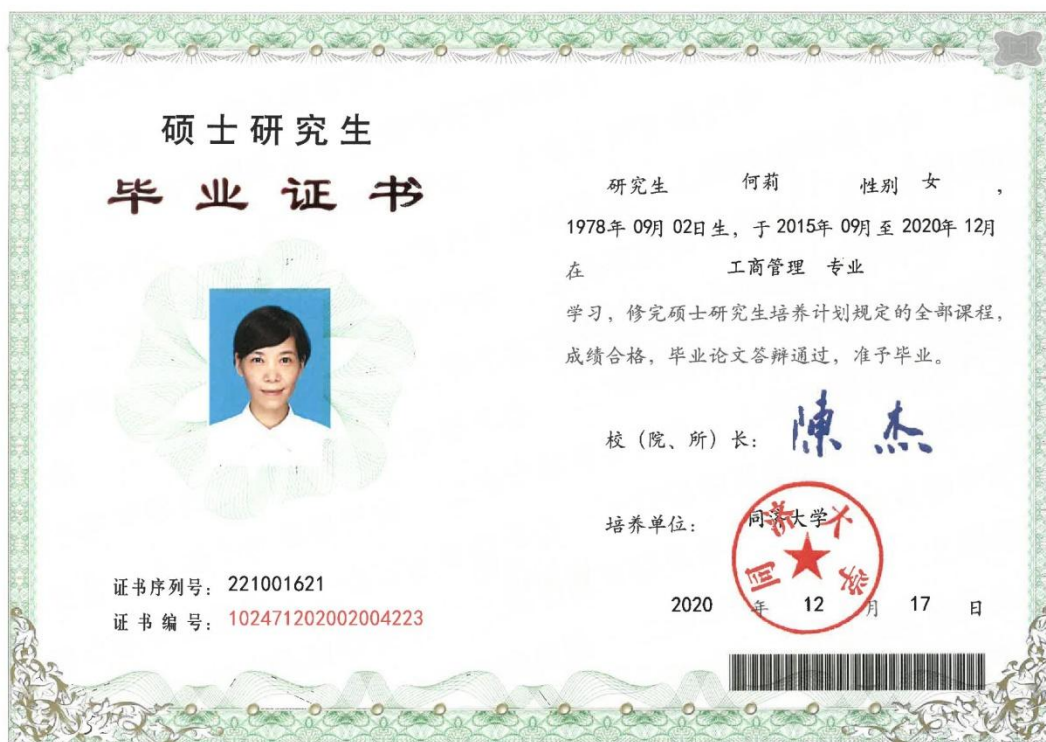 硕士研究生
毕业证书
证书序列号：221001621
证书编号：102471202002004223
研究生 何莉 性别 女 ，
1978年 09月 02日生，于 2015年 09月 至 2020年 12月
在 工商管理 专业
学习，修完硕士研究生培养计划规定的全部课程，
成绩合格，毕业论文答辩通过，准予毕业。
校（院、所）长：陳杰
培养单位：同济大学
同济大学
2020 年 12 月 17 日